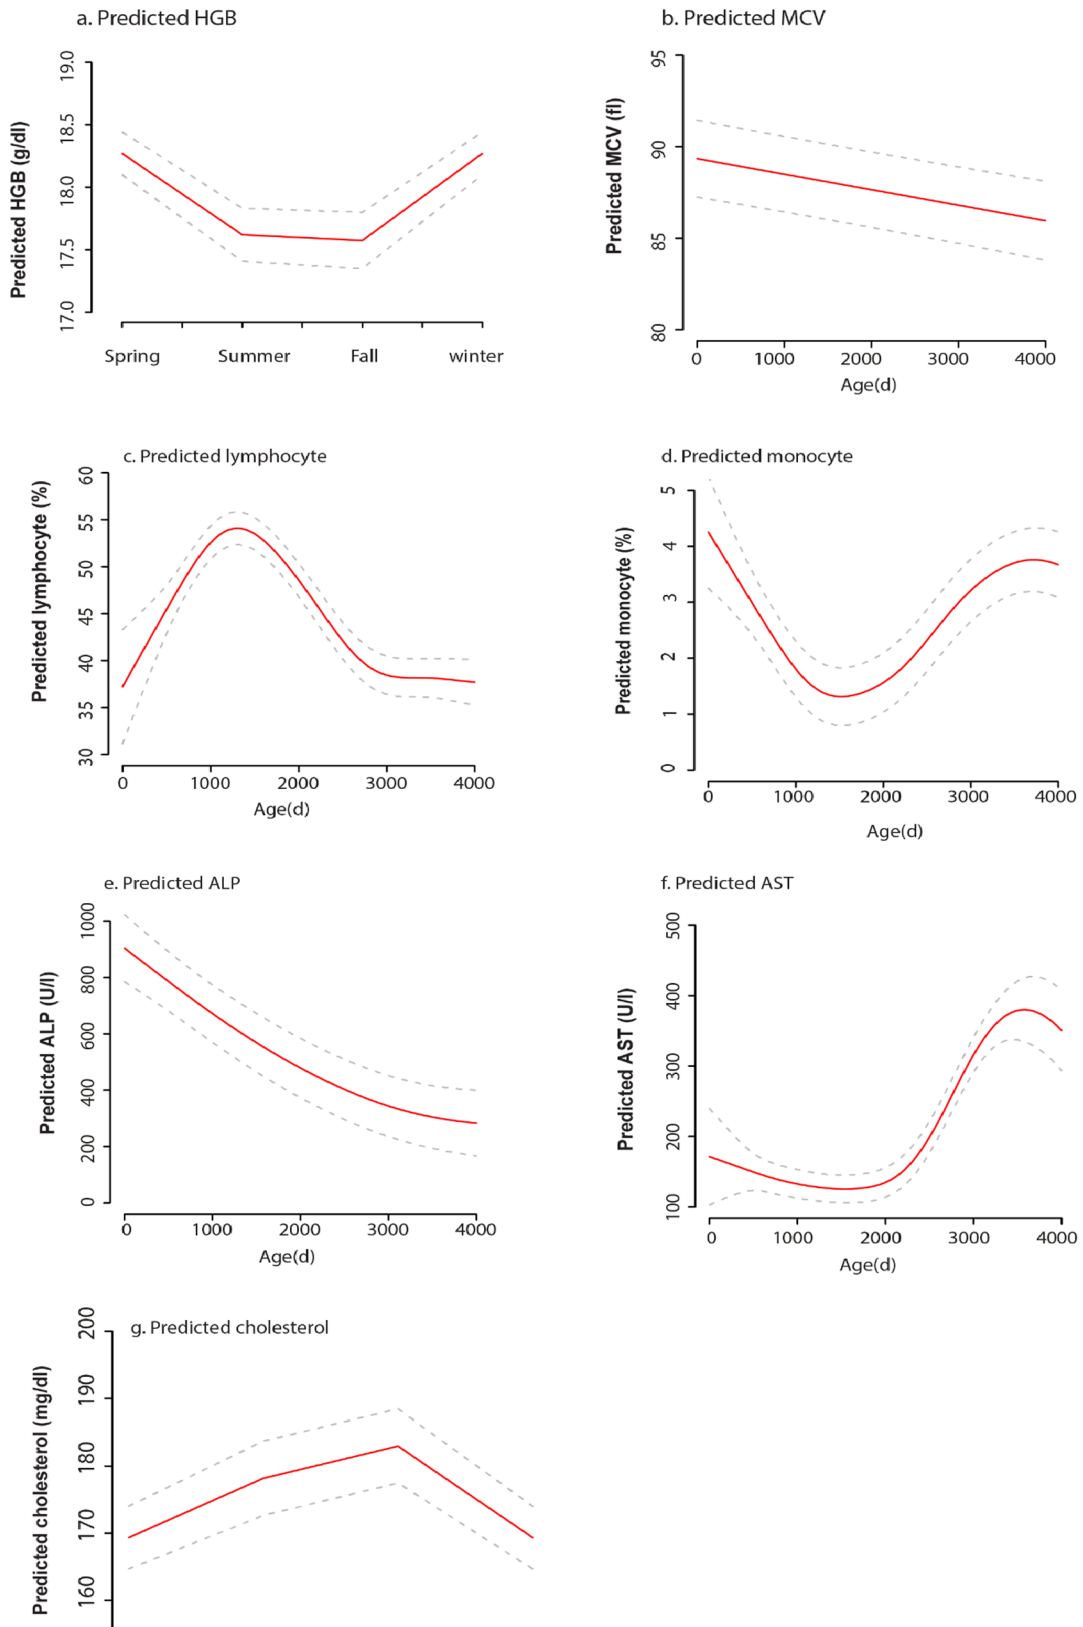 a. Predicted HGB
Predicted HGB (g/dl)
19.0
18.5
18.0
17.5
17.0
Spring Summer Fall winter
b. Predicted MCV
Predicted MCV (fl)
95
90
85
80
0 1000 2000 3000 4000
Age(d)
c. Predicted lymphocyte
Predicted lymphocyte (%)
60
55
50
45
40
35
30
0 1000 2000 3000 4000
Age(d)
d. Predicted monocyte
Predicted monocyte (%)
5
4
3
2
1
0
0 1000 2000 3000 4000
Age(d)
e. Predicted ALP
Predicted ALP (U/l)
1000
800
600
400
200
0
0 1000 2000 3000 4000
Age(d)
f. Predicted AST
Predicted AST (U/l)
500
400
300
200
100
0 1000 2000 3000 4000
Age(d)
g. Predicted cholesterol
Predicted cholesterol (mg/dl)
200
190
180
170
160